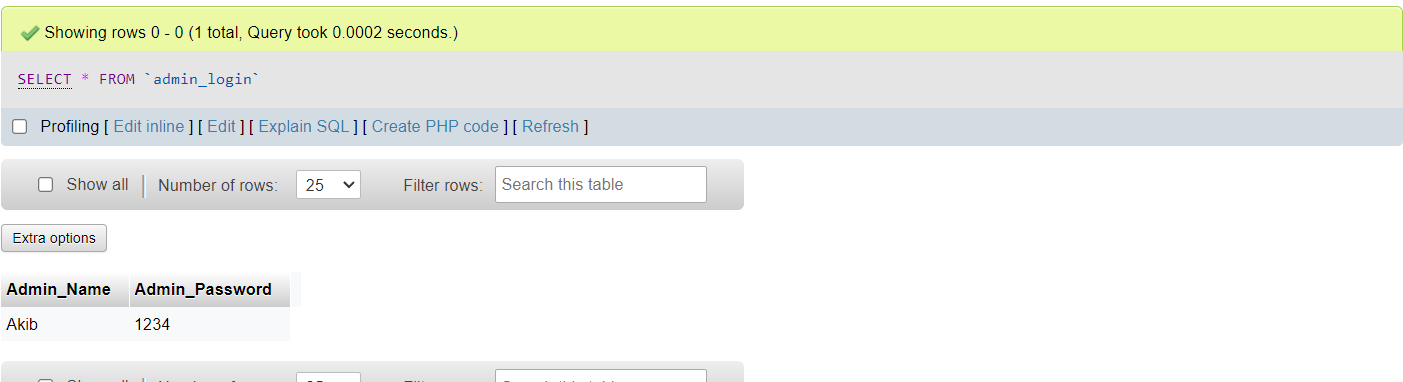 Showing rows 0 - 0 (1 total, Query took 0.0002 seconds.)
SELECT * FROM `admin_login`
Profiling [ Edit inline ] [ Edit ] [ Explain SQL ] [ Create PHP code ] [ Refresh ]
Show all Number of rows: 25 Filter rows: Search this table
Extra options
Admin_Name Admin_Password
Akib 1234